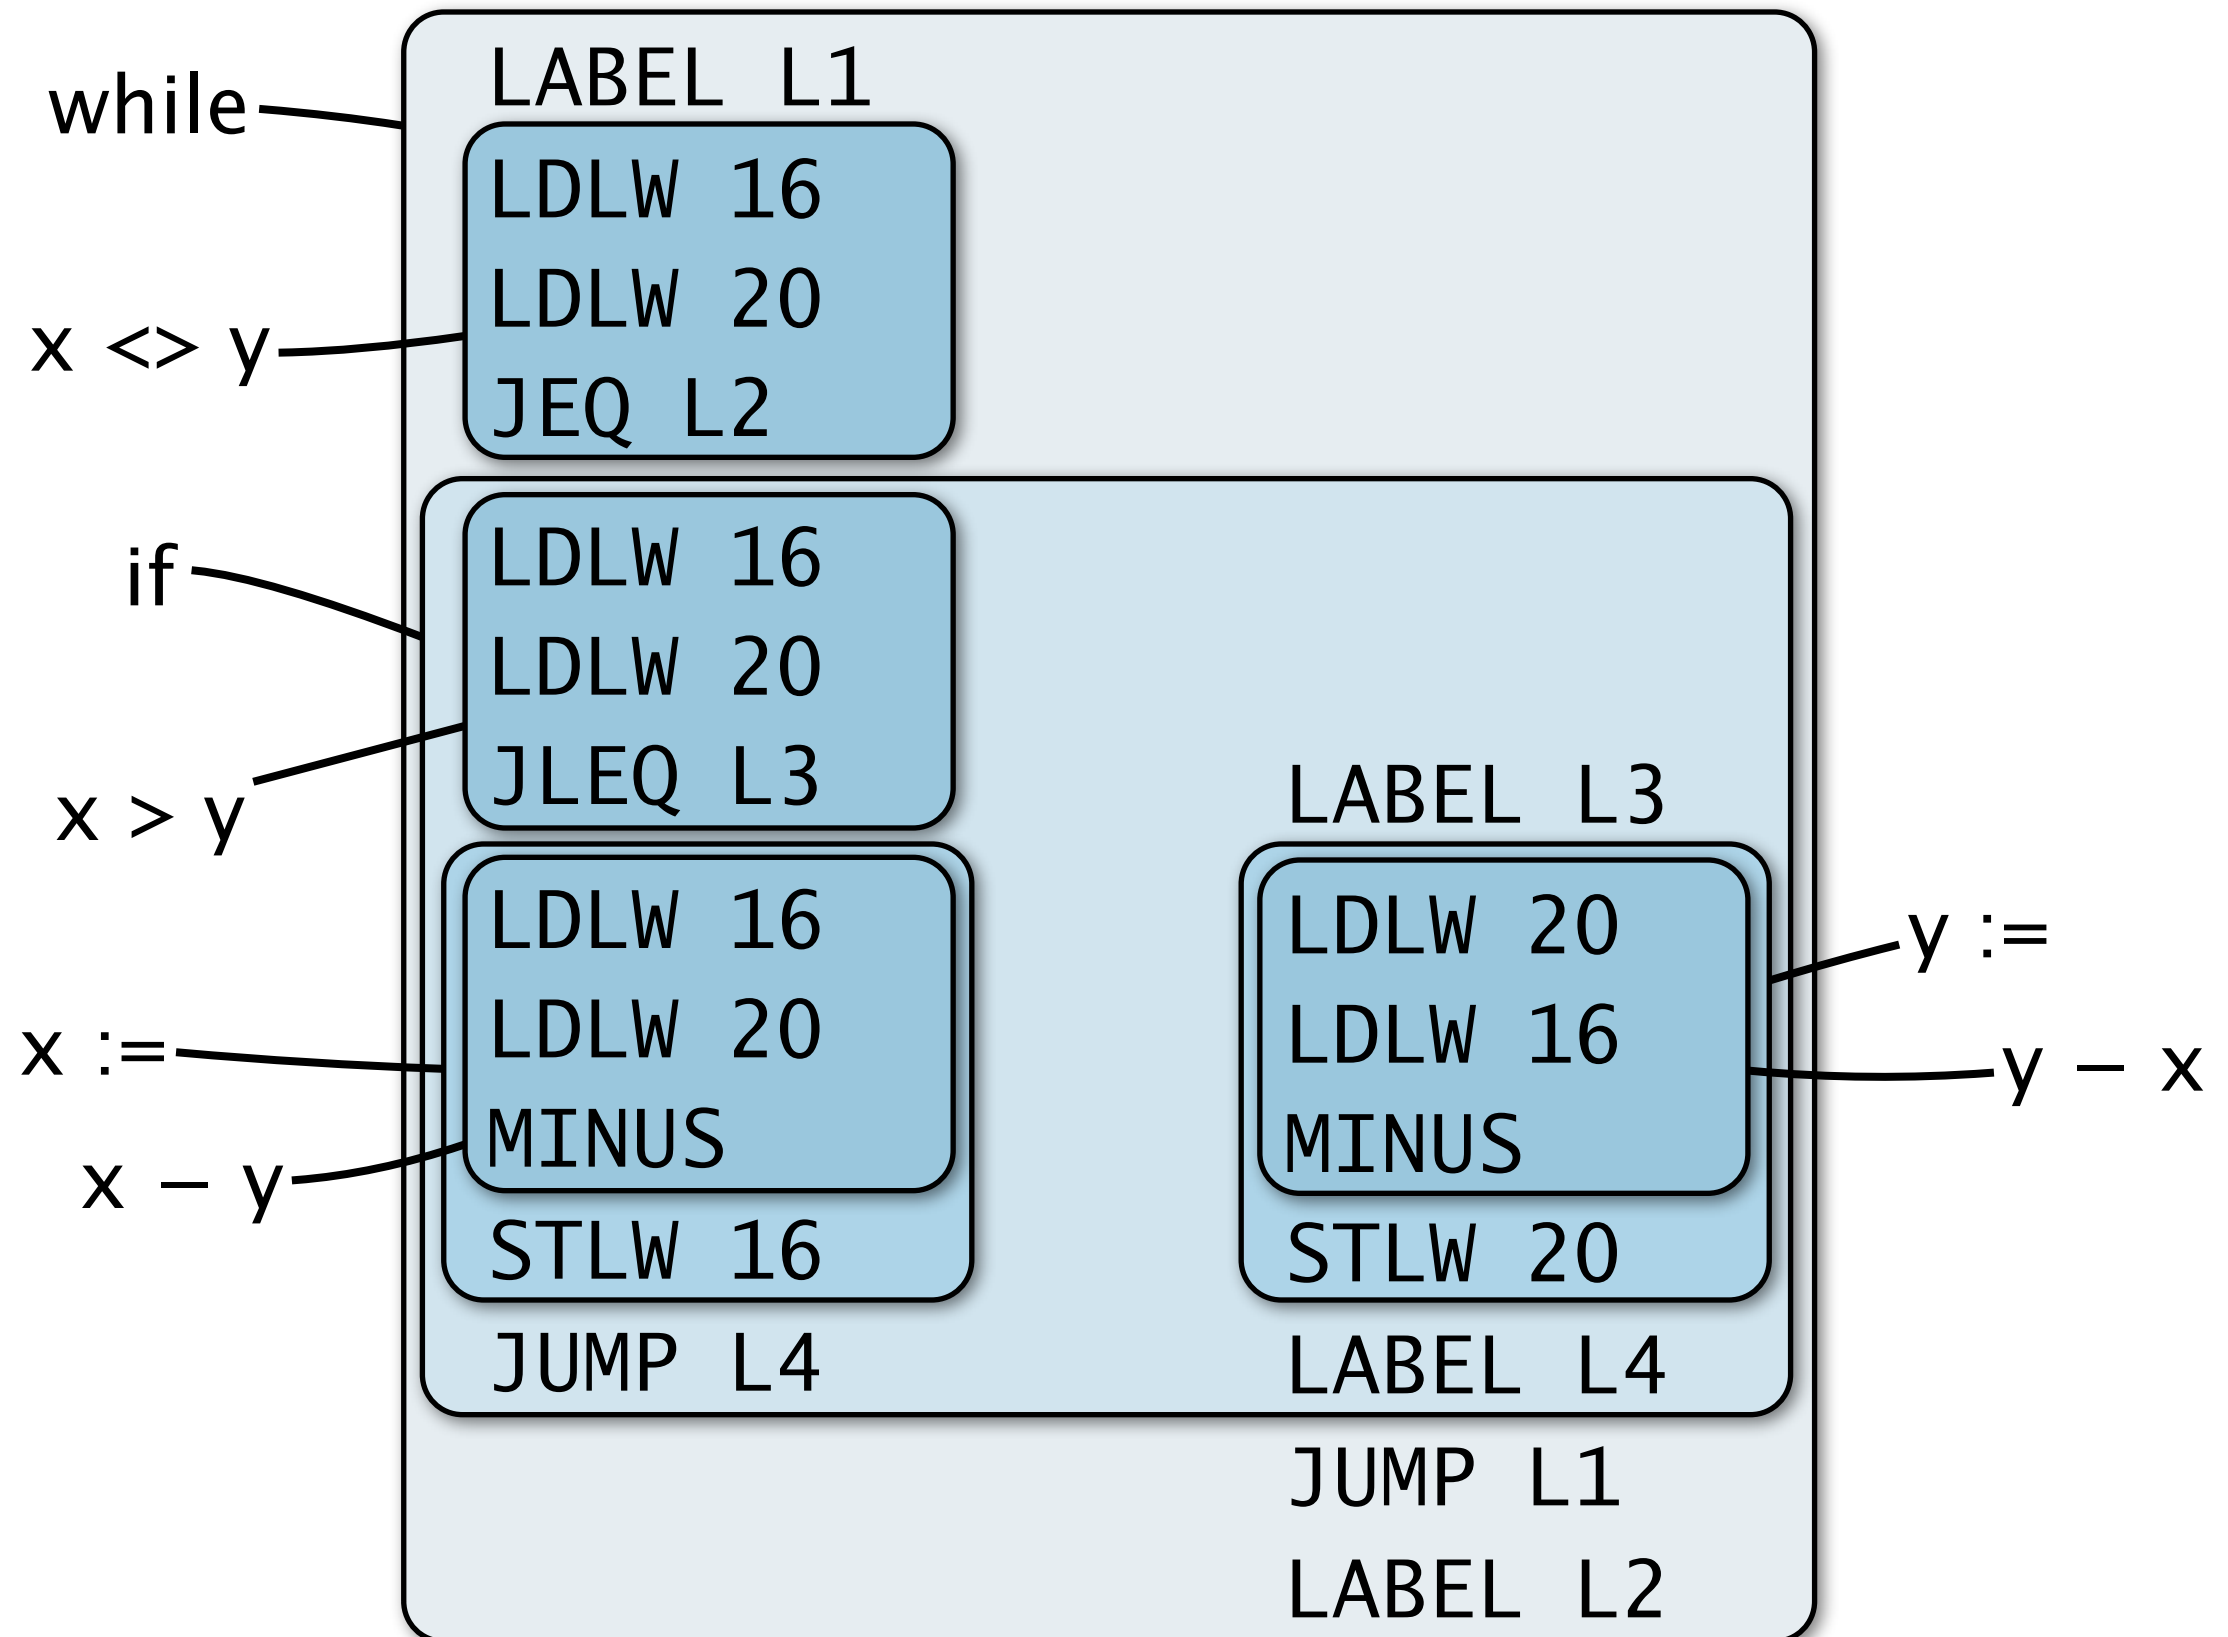 while
x <> y
if
x > y
x :=
x – y
LABEL L1
LDLW 16
LDLW 20
JEQ L2
LDLW 16
LDLW 20
JLEQ L3
LDLW 16
LDLW 20
MINUS
STLW 16
JUMP L4
LABEL L3
LDLW 20
LDLW 16
MINUS
STLW 20
LABEL L4
JUMP L1
LABEL L2
y :=
y – x